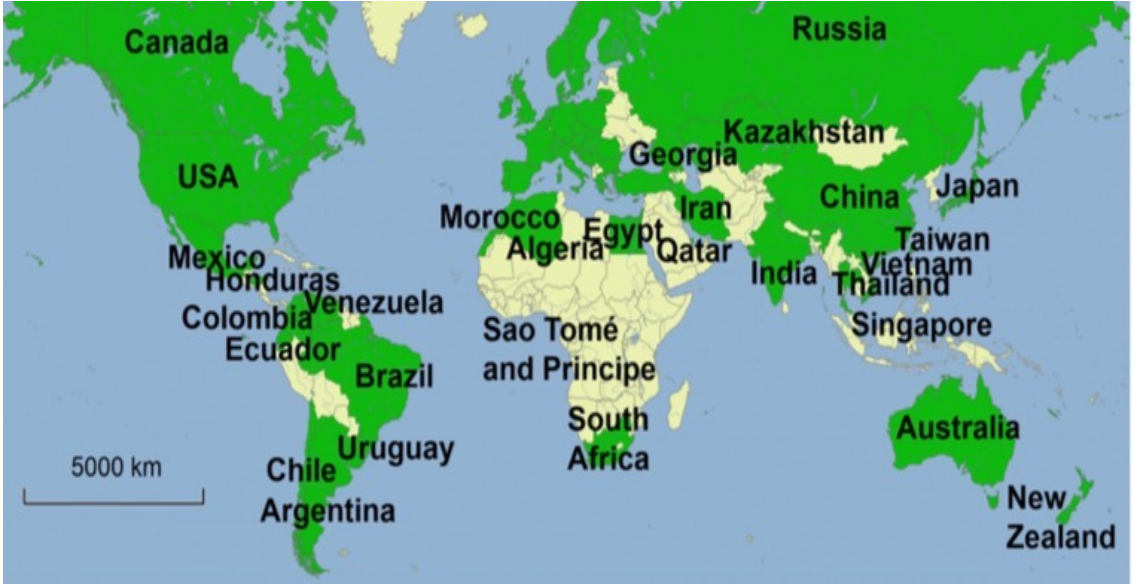 Canada
Russia
Kazakhstan
Georgia
USA
China
Japan
Iran
Morocco
Egypt
Algeria
Qatar
Taiwan
Mexico
Vietnam
India
Honduras
Thailand
Venezuela
Colombia
Singapore
Sao Tomé
Ecuador
and Principe
Brazil
South
Australia
Uruguay
Africa
5000 km
Chile
New
Argentina
Zealand